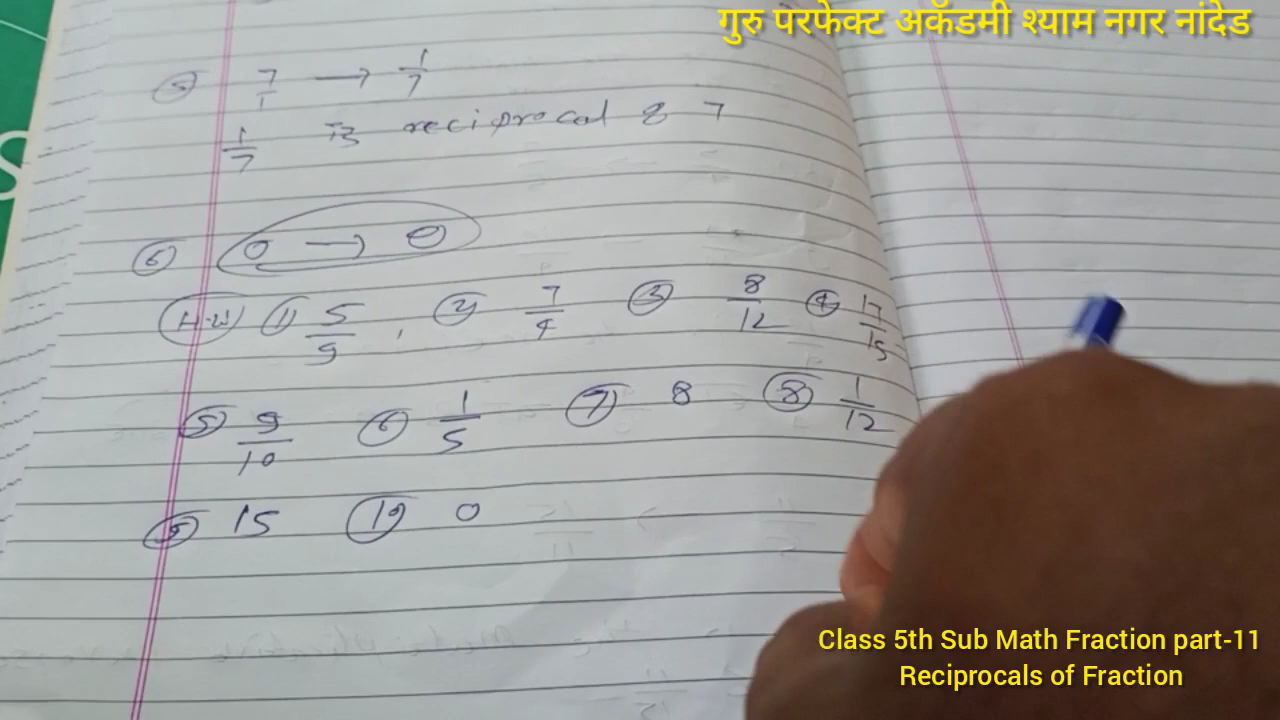 गुरु परफेक्ट अकॅडमी श्याम नगर नांदेड
⑤ 7/1 → 1/7
1/7 is reciprocal of 7
⑥ 0 → 0
H.W ① 5/9 , ② 7/4 ③ 8/12 ④ 17/15
⑤ 9/10 ⑥ 1/5 ⑦ 8 ⑧ 1/12
⑨ 15 ⑩ 0
Class 5th Sub Math Fraction part-11
Reciprocals of Fraction